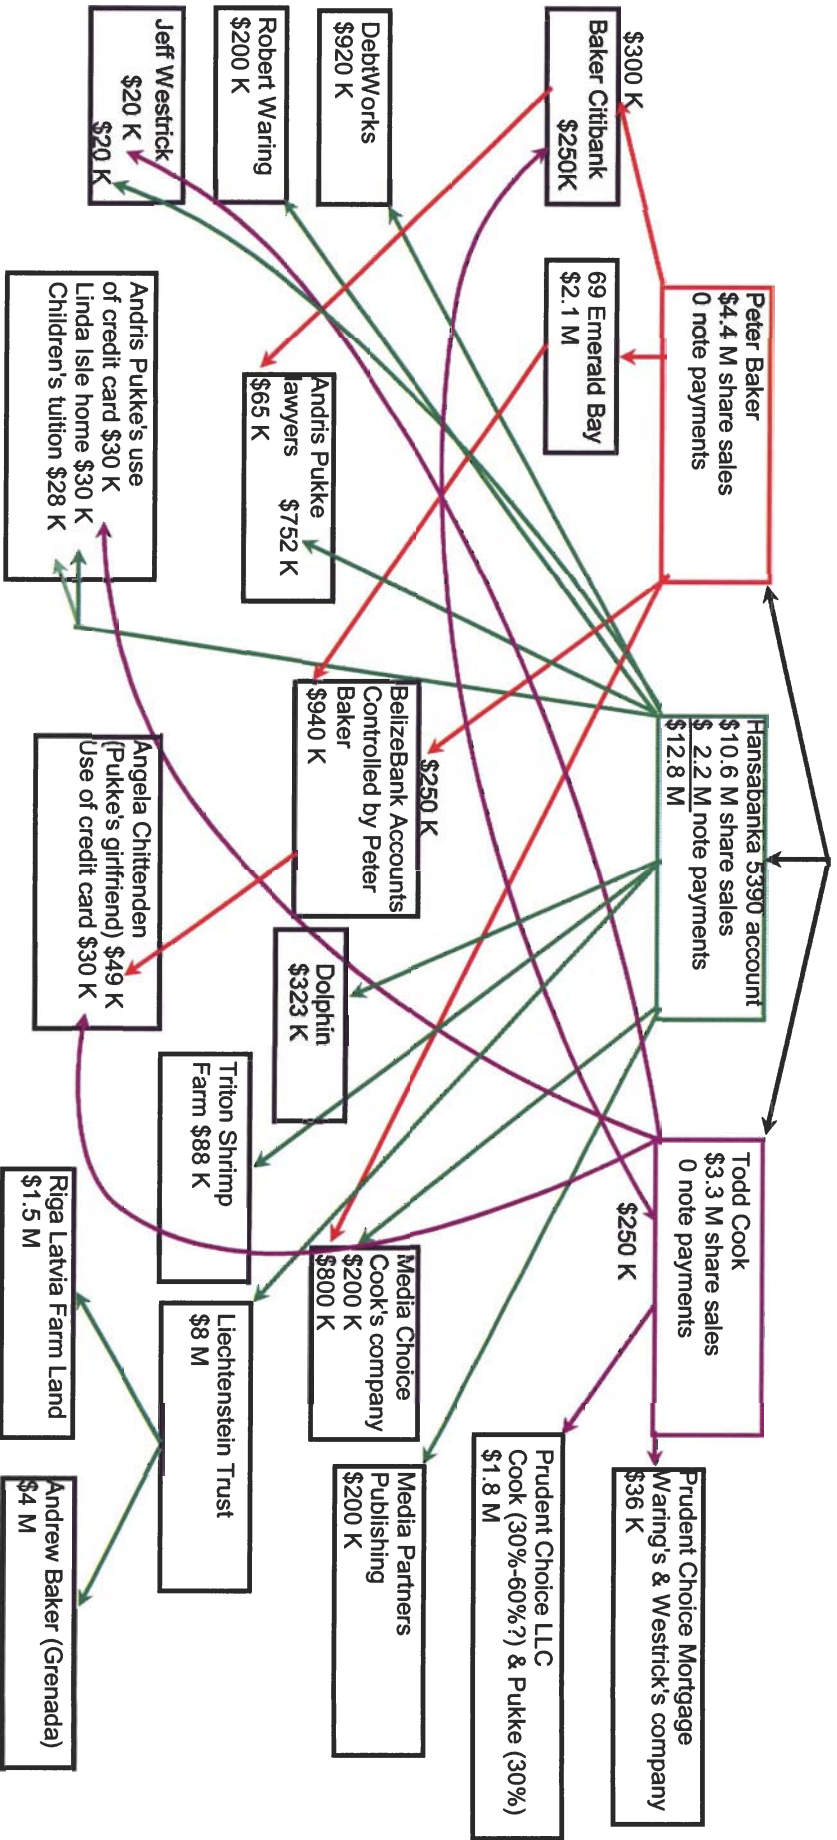 Peter Baker
$4.4 M share sales
0 note payments
Hansabanka 5390 account
$10.6 M share sales
$ 2.2 M note payments
$12.8 M
Todd Cook
$3.3 M share sales
0 note payments
$300 K
Baker Citibank
$250K
69 Emerald Bay
$2.1 M
$250 K
Prudent Choice Mortgage
Waring's & Westrick's company
$36 K
Prudent Choice LLC
Cook (30%-60%?) & Pukke (30%)
$1.8 M
DebtWorks
$920 K
Andris Pukke
lawyers $752 K
$65 K
$250 K
BelizeBank Accounts
Controlled by Peter
Baker
$940 K
Media Choice
Cook's company
$200 K
$800 K
Media Partners
Publishing
$200 K
Robert Waring
$200 K
Dolphin
$323 K
Triton Shrimp
Farm $88 K
Liechtenstein Trust
$8 M
Jeff Westrick
$20 K
$20 K
Andris Pukke's use
of credit card $30 K
Linda Isle home $30 K
Children's tuition $28 K
Angela Chittenden
(Pukke's girlfriend) $49 K
Use of credit card $30 K
Riga Latvia Farm Land
$1.5 M
Andrew Baker (Grenada)
$4 M